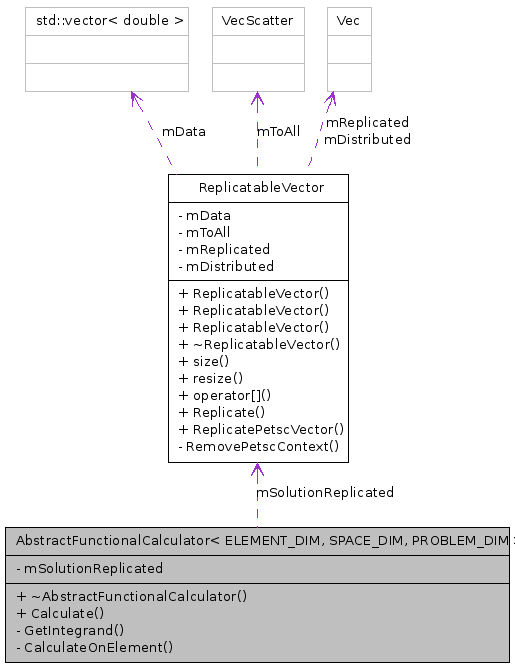 std::vector< double >
VecScatter
Vec
mData
mToAll
mReplicated
mDistributed
ReplicatableVector
- mData
- mToAll
- mReplicated
- mDistributed
+ ReplicatableVector()
+ ReplicatableVector()
+ ReplicatableVector()
+ ~ReplicatableVector()
+ size()
+ resize()
+ operator[]()
+ Replicate()
+ ReplicatePetscVector()
- RemovePetscContext()
mSolutionReplicated
AbstractFunctionalCalculator< ELEMENT_DIM, SPACE_DIM, PROBLEM_DIM >
- mSolutionReplicated
+ ~AbstractFunctionalCalculator()
+ Calculate()
- GetIntegrand()
- CalculateOnElement()